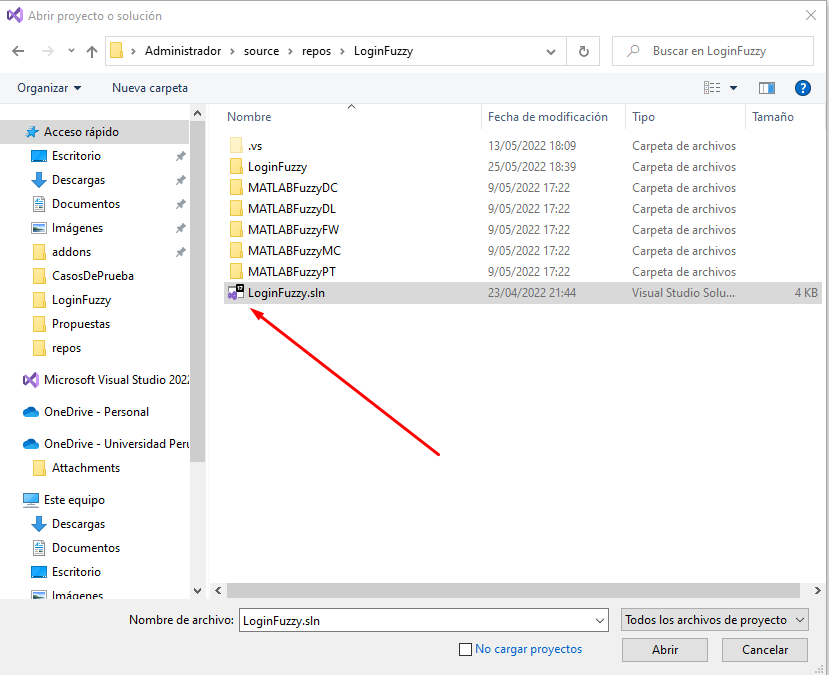 Abrir proyecto o solución
Administrador > source > repos > LoginFuzzy
Buscar en LoginFuzzy
Organizar
Nueva carpeta
Acceso rápido
Escritorio
Descargas
Documentos
Imágenes
addons
CasosDePrueba
LoginFuzzy
Propuestas
repos
Microsoft Visual Studio 2022
OneDrive - Personal
OneDrive - Universidad Peru
Attachments
Este equipo
Descargas
Documentos
Escritorio
Imágenes
Nombre Fecha de modificación Tipo Tamaño
.vs 13/05/2022 18:09 Carpeta de archivos
LoginFuzzy 25/05/2022 18:39 Carpeta de archivos
MATLABFuzzyDC 9/05/2022 17:22 Carpeta de archivos
MATLABFuzzyDL 9/05/2022 17:22 Carpeta de archivos
MATLABFuzzyFW 9/05/2022 17:22 Carpeta de archivos
MATLABFuzzyMC 9/05/2022 17:22 Carpeta de archivos
MATLABFuzzyPT 9/05/2022 17:22 Carpeta de archivos
LoginFuzzy.sln 23/04/2022 21:44 Visual Studio Solu... 4 KB
Nombre de archivo: LoginFuzzy.sln Todos los archivos de proyecto
No cargar proyectos
Abrir Cancelar